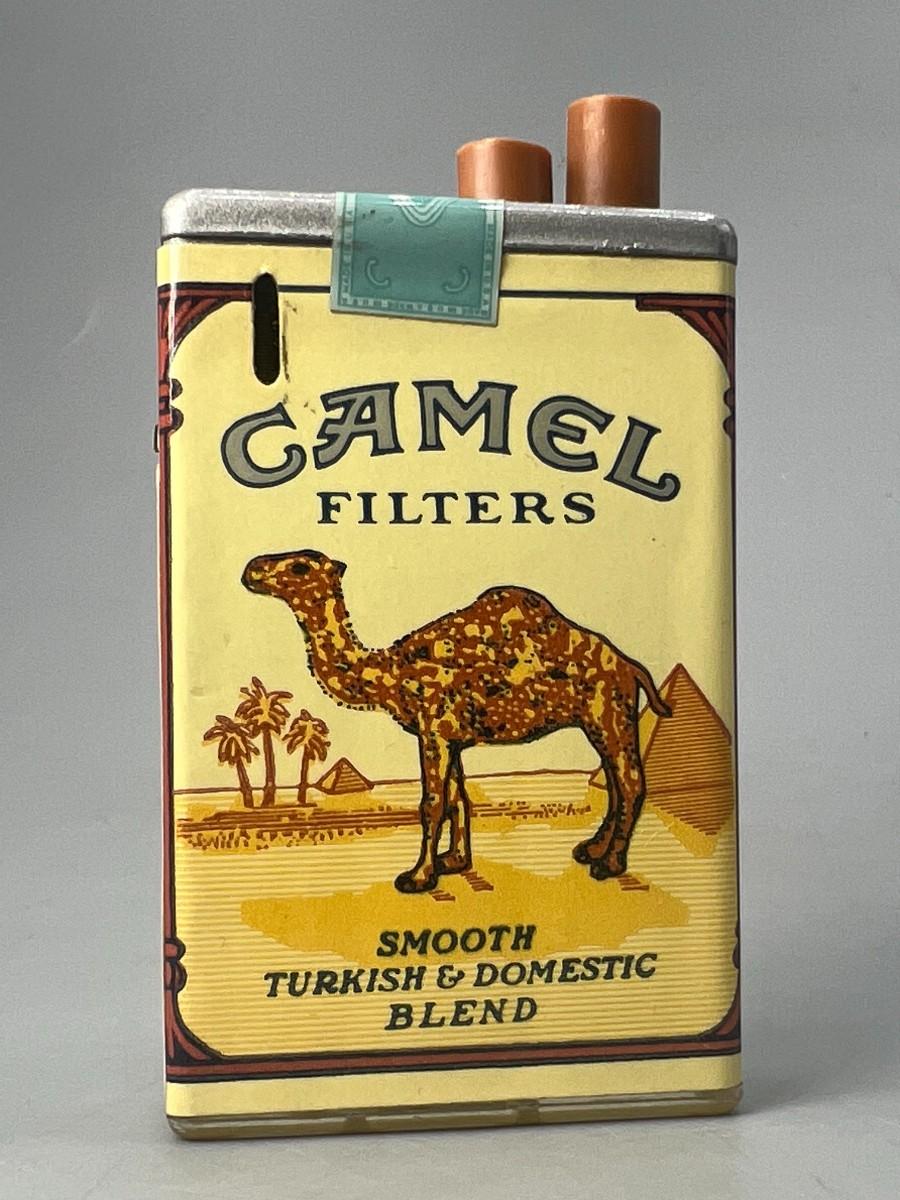 CAMEL
FILTERS
SMOOTH
TURKISH & DOMESTIC
BLEND